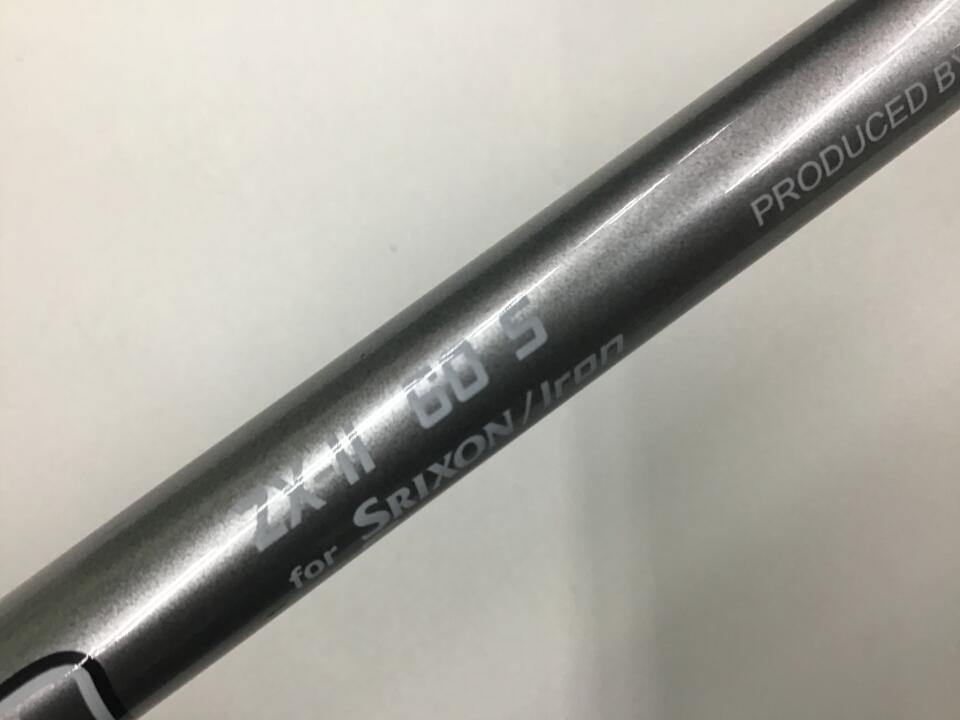 ZX-II 60 S
for SRIXON/Iron
PRODUCED BY